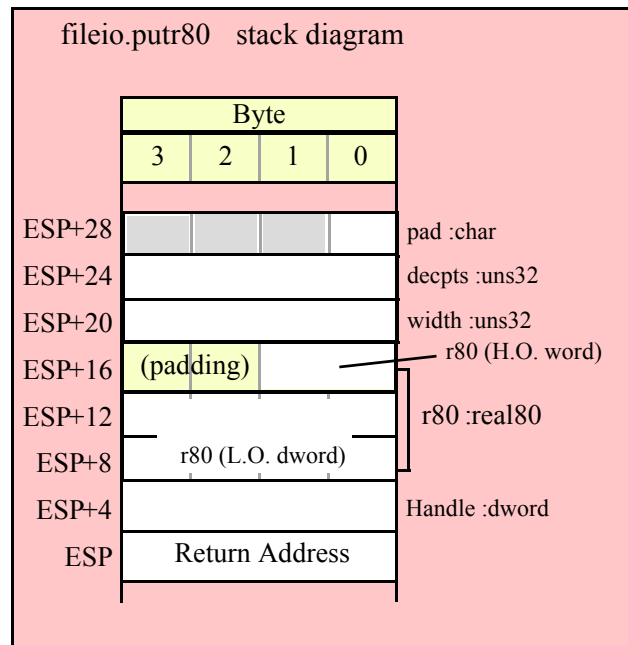 fileio.putr80 stack diagram
Byte
3 2 1 0
ESP+28 pad :char
ESP+24 decpts :uns32
ESP+20 width :uns32
ESP+16 (padding) r80 (H.O. word)
ESP+12 r80 :real80
ESP+8 r80 (L.O. dword)
ESP+4 Handle :dword
ESP Return Address